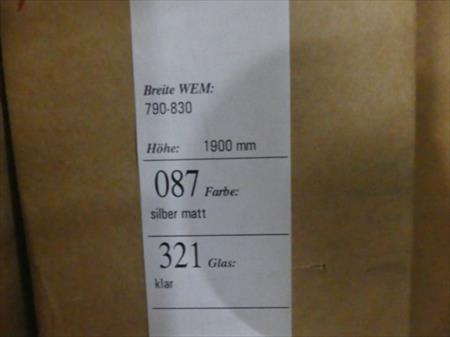 Breite WEM:
790-830
Höhe: 1900 mm
087 Farbe:
silber matt
321 Glas:
klar